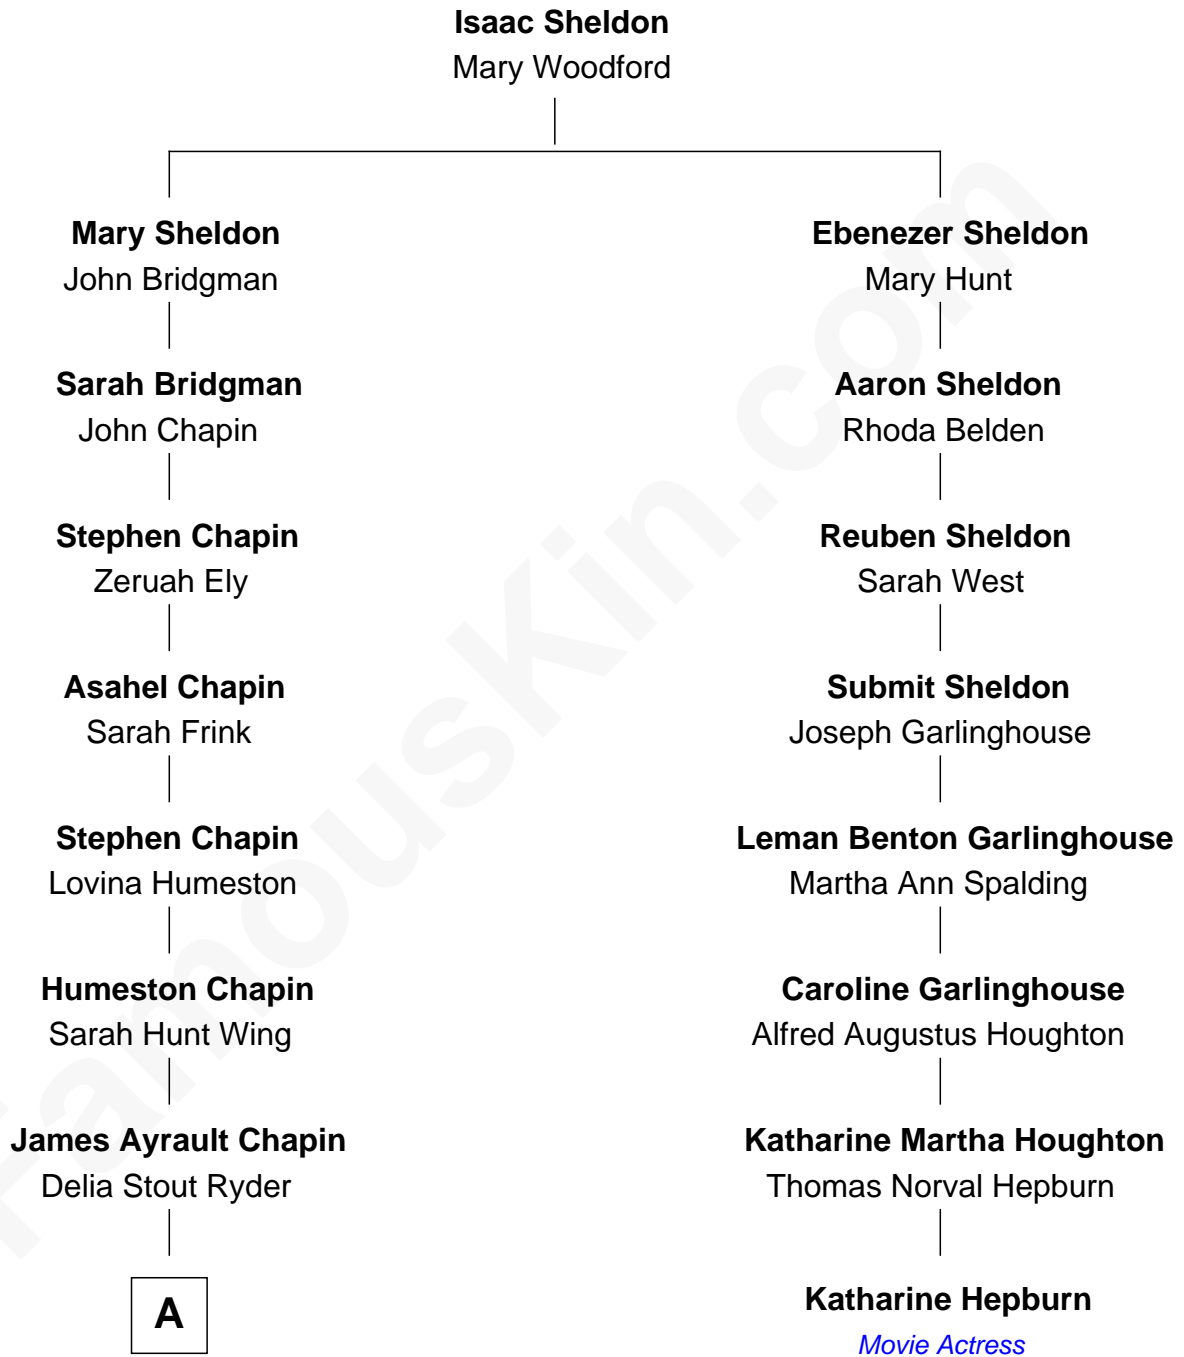 Isaac Sheldon
Mary Woodford
Mary Sheldon
John Bridgman
Sarah Bridgman
John Chapin
Stephen Chapin
Zeruah Ely
Asahel Chapin
Sarah Frink
Stephen Chapin
Lovina Humeston
Humeston Chapin
Sarah Hunt Wing
James Ayrault Chapin
Delia Stout Ryder
A
Ebenezer Sheldon
Mary Hunt
Aaron Sheldon
Rhoda Belden
Reuben Sheldon
Sarah West
Submit Sheldon
Joseph Garlinghouse
Leman Benton Garlinghouse
Martha Ann Spalding
Caroline Garlinghouse
Alfred Augustus Houghton
Katharine Martha Houghton
Thomas Norval Hepburn
Katharine Hepburn
Movie Actress
FamousKin.com